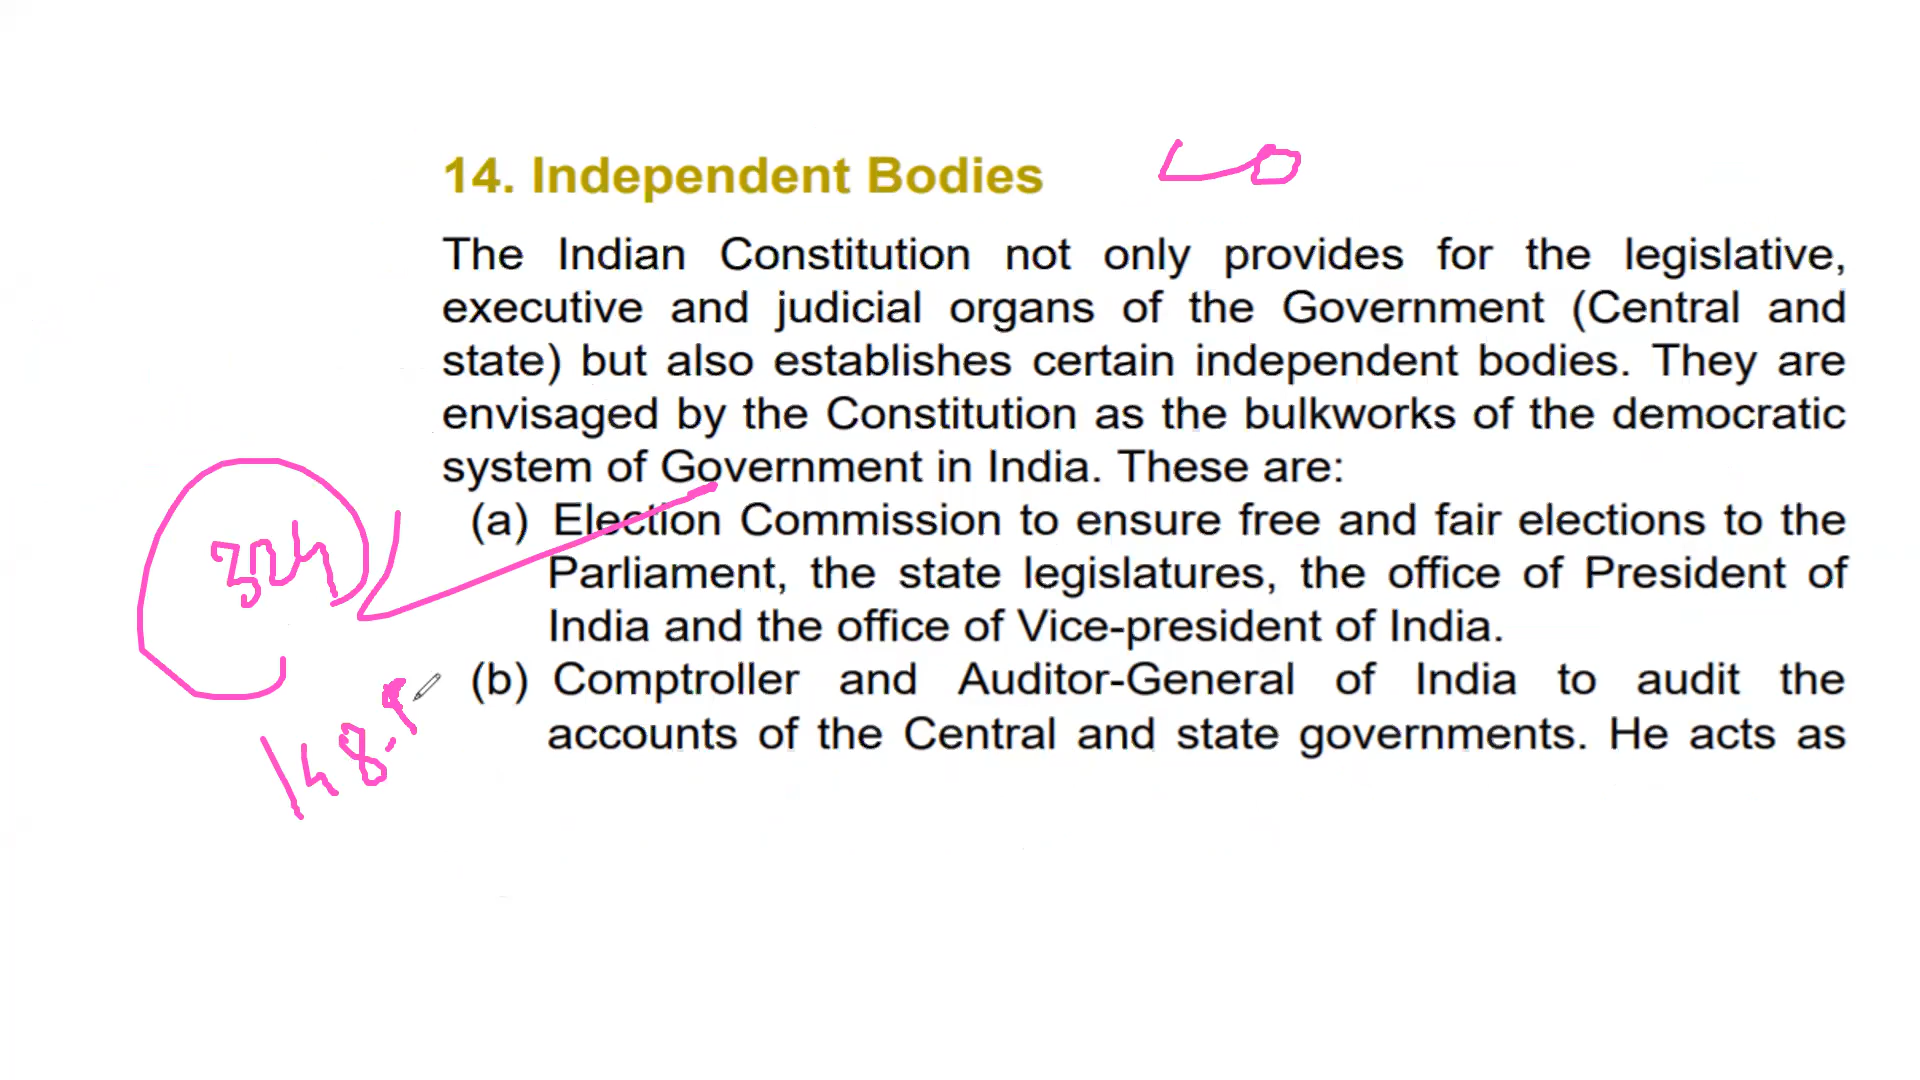 14. Independent Bodies
The Indian Constitution not only provides for the legislative,
executive and judicial organs of the Government (Central and
state) but also establishes certain independent bodies. They are
envisaged by the Constitution as the bulkworks of the democratic
system of Government in India. These are:
(a) Election Commission to ensure free and fair elections to the
Parliament, the state legislatures, the office of President of
India and the office of Vice-president of India.
(b) Comptroller and Auditor-General of India to audit the
accounts of the Central and state governments. He acts as
324
148